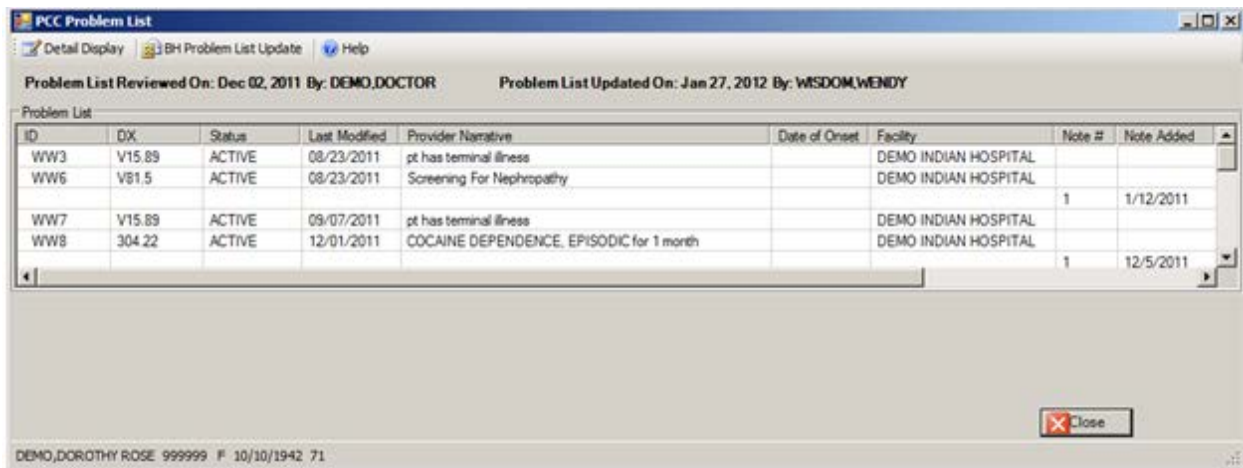 PCC Problem List
Detail Display BH Problem List Update Help
Problem List Reviewed On: Dec 02, 2011 By: DEMO,DOCTOR Problem List Updated On: Jan 27, 2012 By: WISDOM,WENDY
Problem List
ID DX Status Last Modified Provider Narrative Date of Onset Facility Note # Note Added
WW3 V15.89 ACTIVE 08/23/2011 pt has terminal illness DEMO INDIAN HOSPITAL
WW6 V81.5 ACTIVE 08/23/2011 Screening For Nephropathy DEMO INDIAN HOSPITAL
1 1/12/2011
WW7 V15.89 ACTIVE 09/07/2011 pt has terminal illness DEMO INDIAN HOSPITAL
WW8 304.22 ACTIVE 12/01/2011 COCAINE DEPENDENCE, EPISODIC for 1 month DEMO INDIAN HOSPITAL
1 12/5/2011
Close
DEMO,DOROTHY ROSE 999999 F 10/10/1942 71